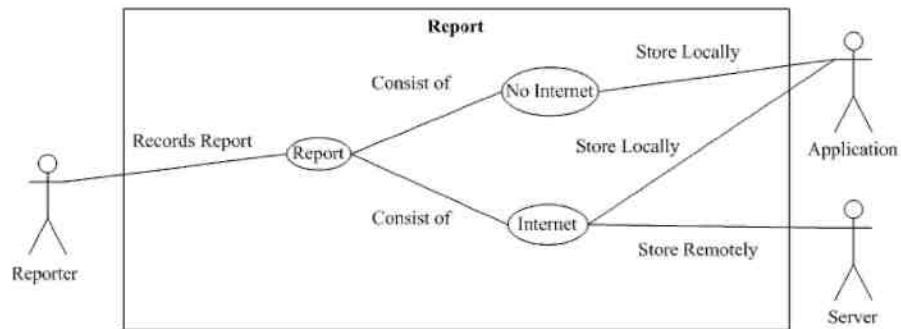 Report
Store Locally
Consist of
No Internet
Records Report
Report
Store Locally
Application
Consist of
Internet
Store Remotely
Reporter
Server